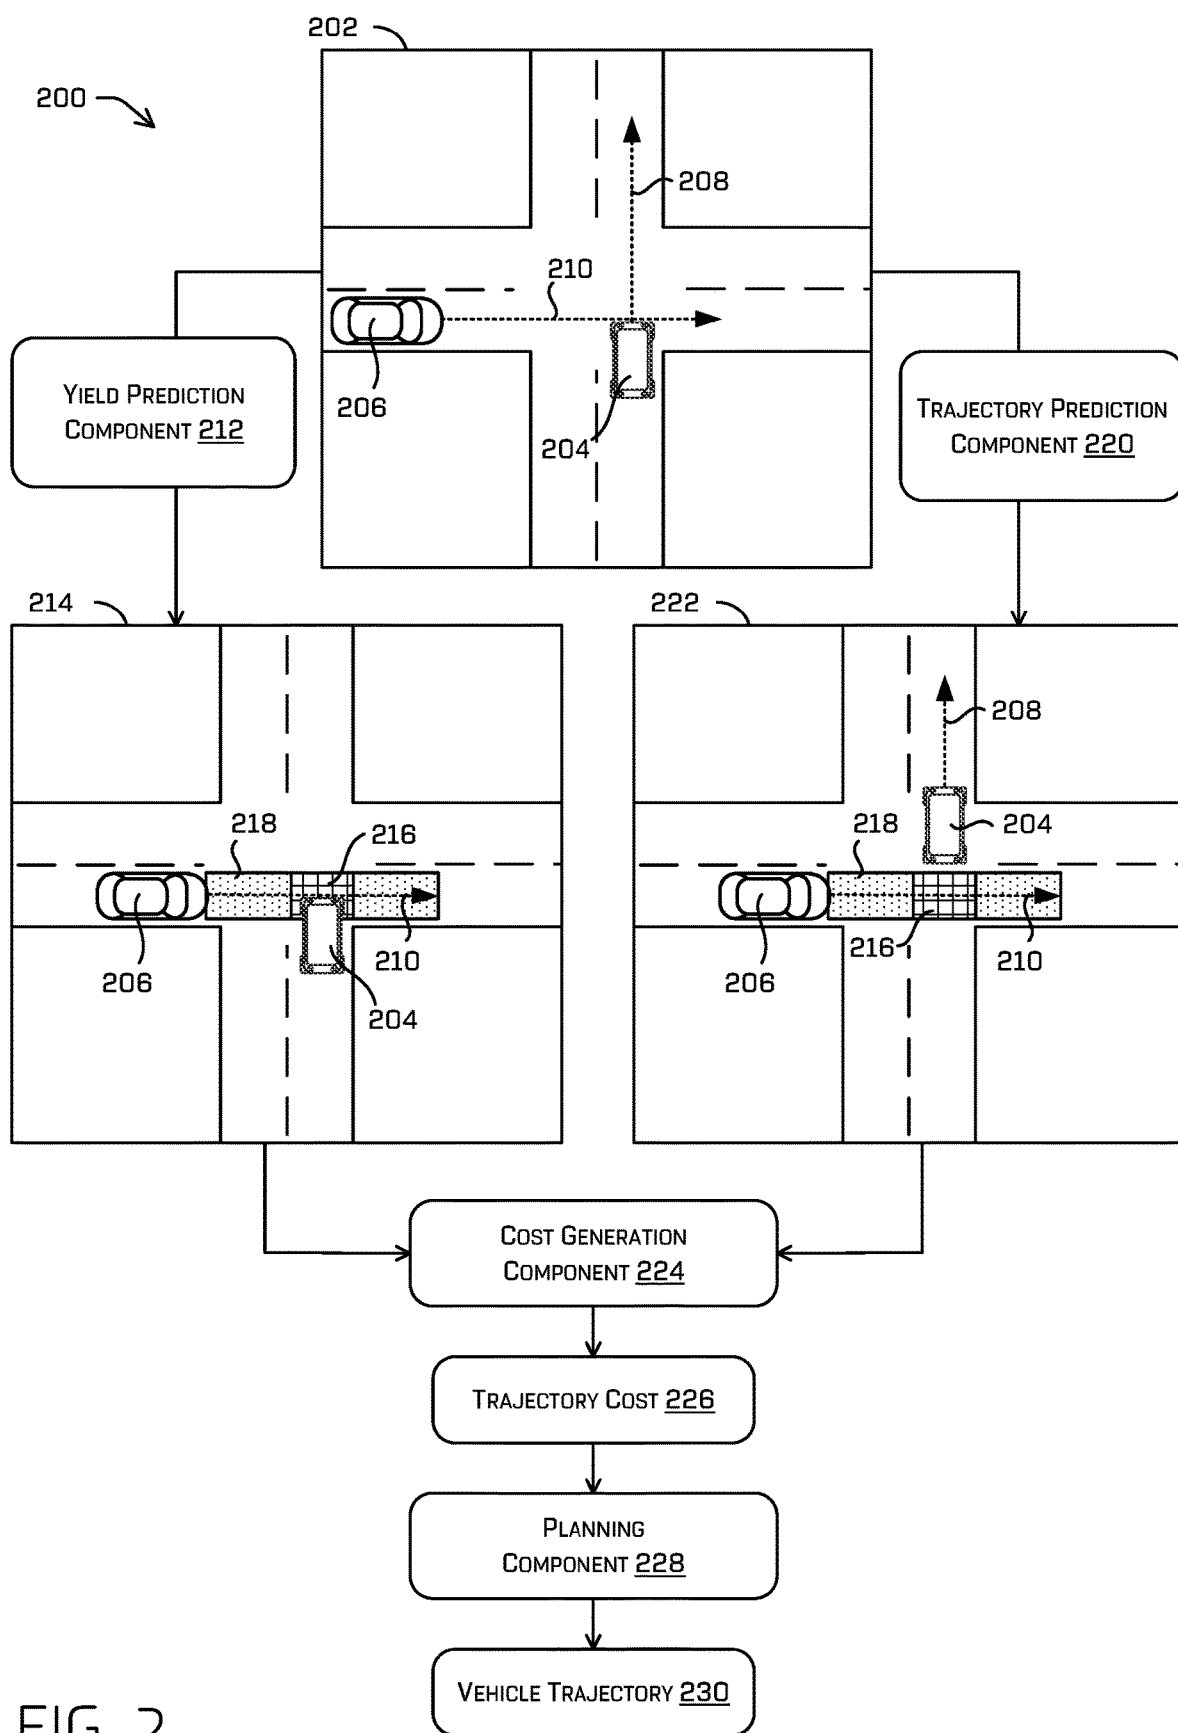 202
200
208
210
206
204
YIELD PREDICTION
COMPONENT 212
TRAJECTORY PREDICTION
COMPONENT 220
214
222
218
216
206
210
204
208
204
218
216
206
210
COST GENERATION
COMPONENT 224
TRAJECTORY COST 226
PLANNING
COMPONENT 228
VEHICLE TRAJECTORY 230
FIG. 2